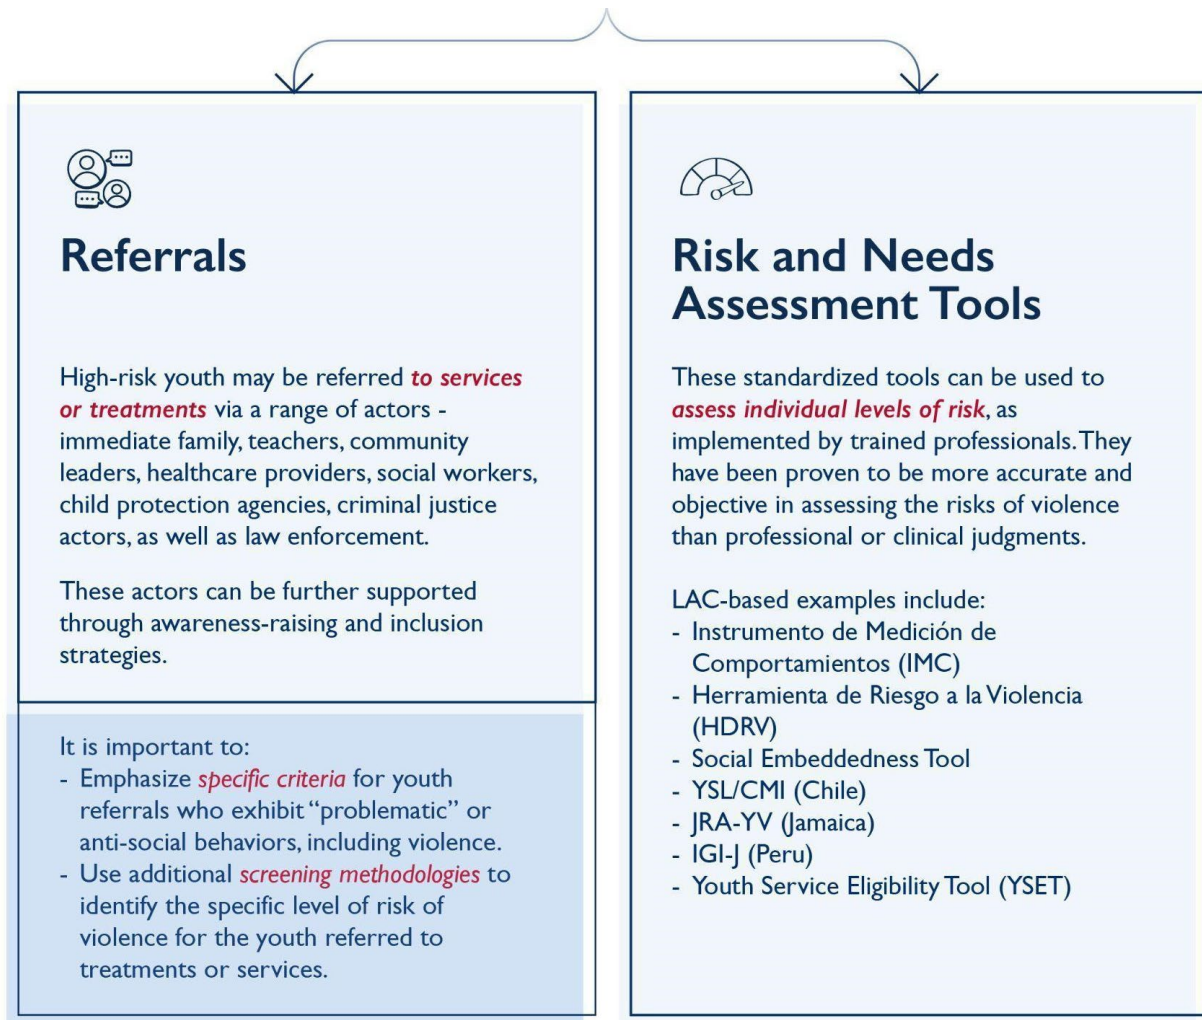 Referrals
High-risk youth may be referred to services
or treatments via a range of actors -
immediate family, teachers, community
leaders, healthcare providers, social workers,
child protection agencies, criminal justice
actors, as well as law enforcement.
These actors can be further supported
through awareness-raising and inclusion
strategies.
It is important to:
- Emphasize specific criteria for youth
referrals who exhibit “problematic” or
anti-social behaviors, including violence.
- Use additional screening methodologies to
identify the specific level of risk of
violence for the youth referred to
treatments or services.
Risk and Needs
Assessment Tools
These standardized tools can be used to
assess individual levels of risk, as
implemented by trained professionals. They
have been proven to be more accurate and
objective in assessing the risks of violence
than professional or clinical judgments.
LAC-based examples include:
- Instrumento de Medición de
Comportamientos (IMC)
- Herramienta de Riesgo a la Violencia
(HDRV)
- Social Embeddedness Tool
- YSL/CMI (Chile)
- JRA-YV (Jamaica)
- IGI-J (Peru)
- Youth Service Eligibility Tool (YSET)